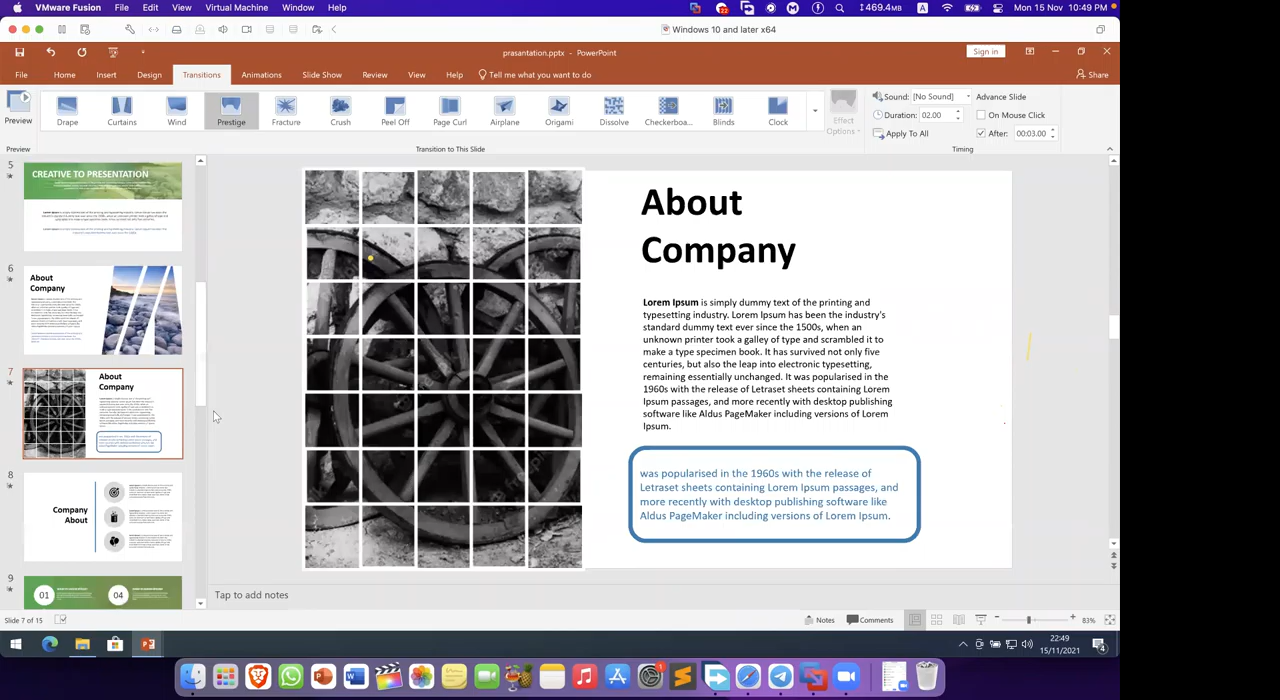 VMware Fusion File Edit View Virtual Machine Window Help
469.4MB A Mon 15 Nov 10:49 PM
Windows 10 and later x64
prasantation.pptx - PowerPoint
Sign in
File Home Insert Design Transitions Animations Slide Show Review View Help Tell me what you want to do
Share
Preview
Drape Curtains Wind Prestige Fracture Crush Peel Off Page Curl Airplane Origami Dissolve Checkerboa... Blinds Clock
Effect
Options
Sound: [No Sound]
Duration: 02.00
Apply To All
Advance Slide
On Mouse Click
After: 00:03.00
Preview
Transition to This Slide
Timing
5
CREATIVE TO PRESENTATION
6
About
Company
7
About
Company
8
Company
About
9
01
04
About
Company
Lorem Ipsum is simply dummy text of the printing and
typesetting industry. Lorem Ipsum has been the industry's
standard dummy text ever since the 1500s, when an
unknown printer took a galley of type and scrambled it to
make a type specimen book. It has survived not only five
centuries, but also the leap into electronic typesetting,
remaining essentially unchanged. It was popularised in the
1960s with the release of Letraset sheets containing Lorem
Ipsum passages, and more recently with desktop publishing
software like Aldus PageMaker including versions of Lorem
Ipsum.
was popularised in the 1960s with the release of
Letraset sheets containing Lorem Ipsum passages, and
more recently with desktop publishing software like
Aldus PageMaker including versions of Lorem Ipsum.
Tap to add notes
Slide 7 of 15
Notes
Comments
83%
22:49
15/11/2021